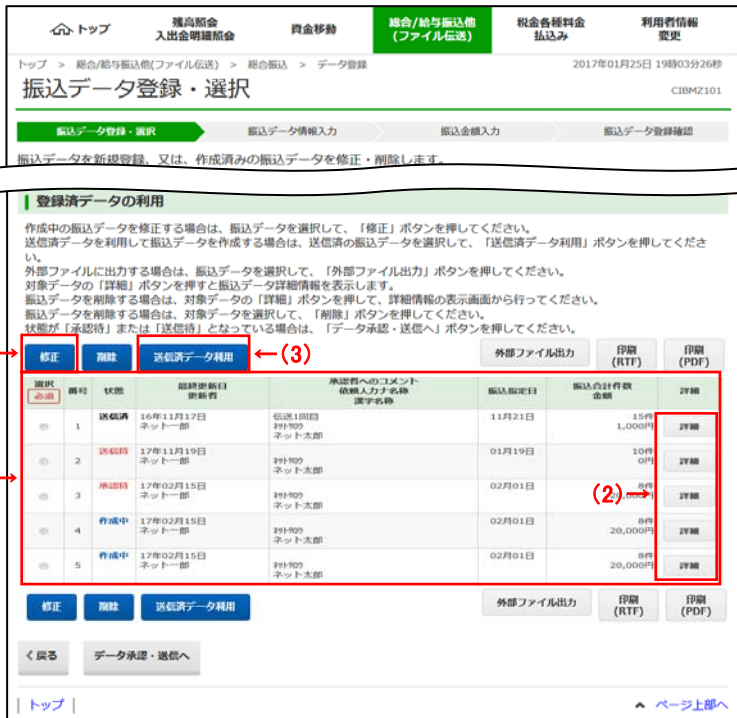 トップ
残高照会
入出金明細照会
資金移動
総合/給与振込他
(ファイル伝送)
税金各種料金
払込み
利用者情報
変更
トップ > 総合/給与振込他(ファイル伝送) > 総合振込 > データ登録
2017年01月25日 19時03分26秒
振込データ登録・選択
CIBMZ101
振込データ登録・選択
振込データ情報入力
振込金額入力
振込データ登録確認
振込データを新規登録、又は、作成済みの振込データを修正・削除します。
登録済データの利用
作成中の振込データを修正する場合は、振込データを選択して、「修正」ボタンを押してください。
送信済データを利用して振込データを作成する場合は、送信済の振込データを選択して、「送信済データ利用」ボタンを押してくださ
い。
外部ファイルに出力する場合は、振込データを選択して、「外部ファイル出力」ボタンを押してください。
対象データの「詳細」ボタンを押すと振込データ詳細情報を表示します。
振込データを削除する場合は、対象データの「詳細」ボタンを押して、詳細情報の表示画面から行ってください。
振込データを削除する場合は、対象データを選択して、「削除」ボタンを押してください。
状態が「承認待」または「送信待」となっている場合は、「データ承認・送信へ」ボタンを押してください。
修正 削除 送信済データ利用 ←(3) 外部ファイル出力 印刷
(RTF) 印刷
(PDF)
選択
必須
番号
状態
最終更新日
更新者
承認者へのコメント
依頼人カナ名称
漢字名称
振込指定日
振込合計件数
金額
詳細
1 送信済 16年11月17日 伝送1回目 11月21日 15件
ネット一郎 1,000円 詳細
ネット太郎
2 送信待 17年11月19日 01月19日 10件
ネット一郎 0円 詳細
ネット太郎
3 承認待 17年02月15日 02月01日 8件
ネット一郎 20,000円 詳細
ネット太郎
(2)→
4 作成中 17年02月15日 02月01日 8件
ネット一郎 20,000円 詳細
ネット太郎
5 作成中 17年02月15日 02月01日 8件
ネット一郎 20,000円 詳細
ネット太郎
修正 削除 送信済データ利用 外部ファイル出力 印刷
(RTF) 印刷
(PDF)
く戻る データ承認・送信へ
| トップ | ページ上部へ